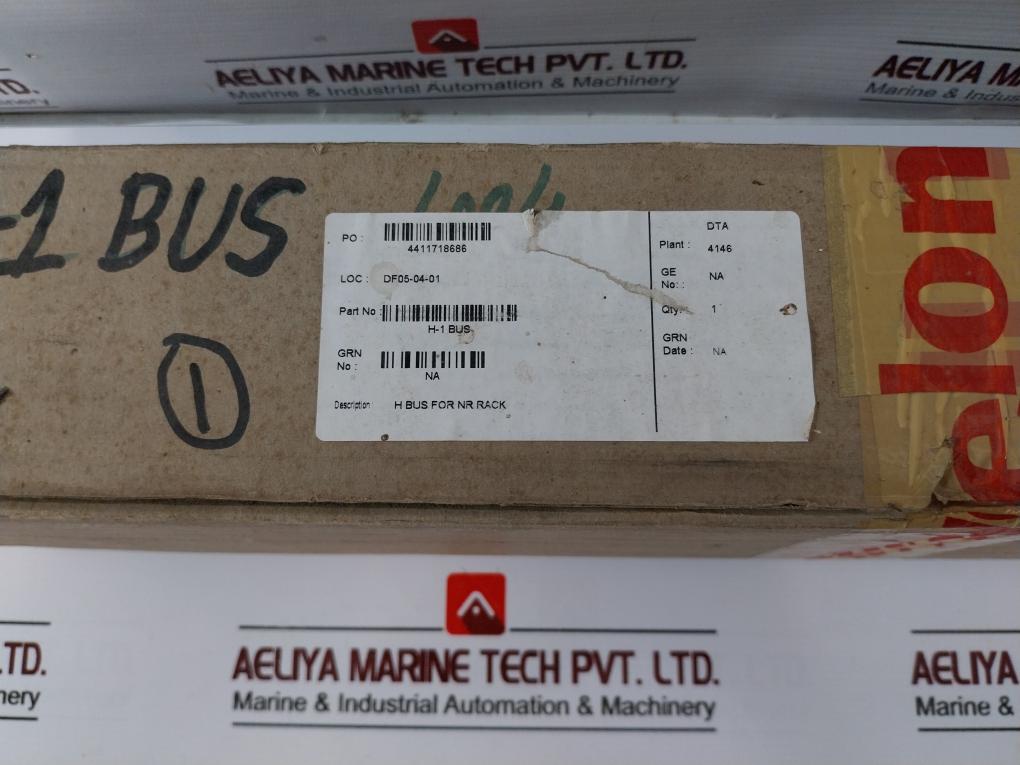 AELIYA MARINE TECH PVT. LTD.
Marine & Industrial Automation & Machinery
TD.
AELIYA
Marine & Indus
-1 BUS
1
PO : 4411718686
LOC : DF05-04-01
Part No : H-1 BUS
GRN No : NA
Description : H BUS FOR NR RACK
DTA
Plant : 4146
GE No: : NA
Qty: 1
GRN Date : NA
elon
LTD.
nery
AELIYA MARINE TECH PVT. LTD.
Marine & Industrial Automation & Machinery
AELIYA
Marine &